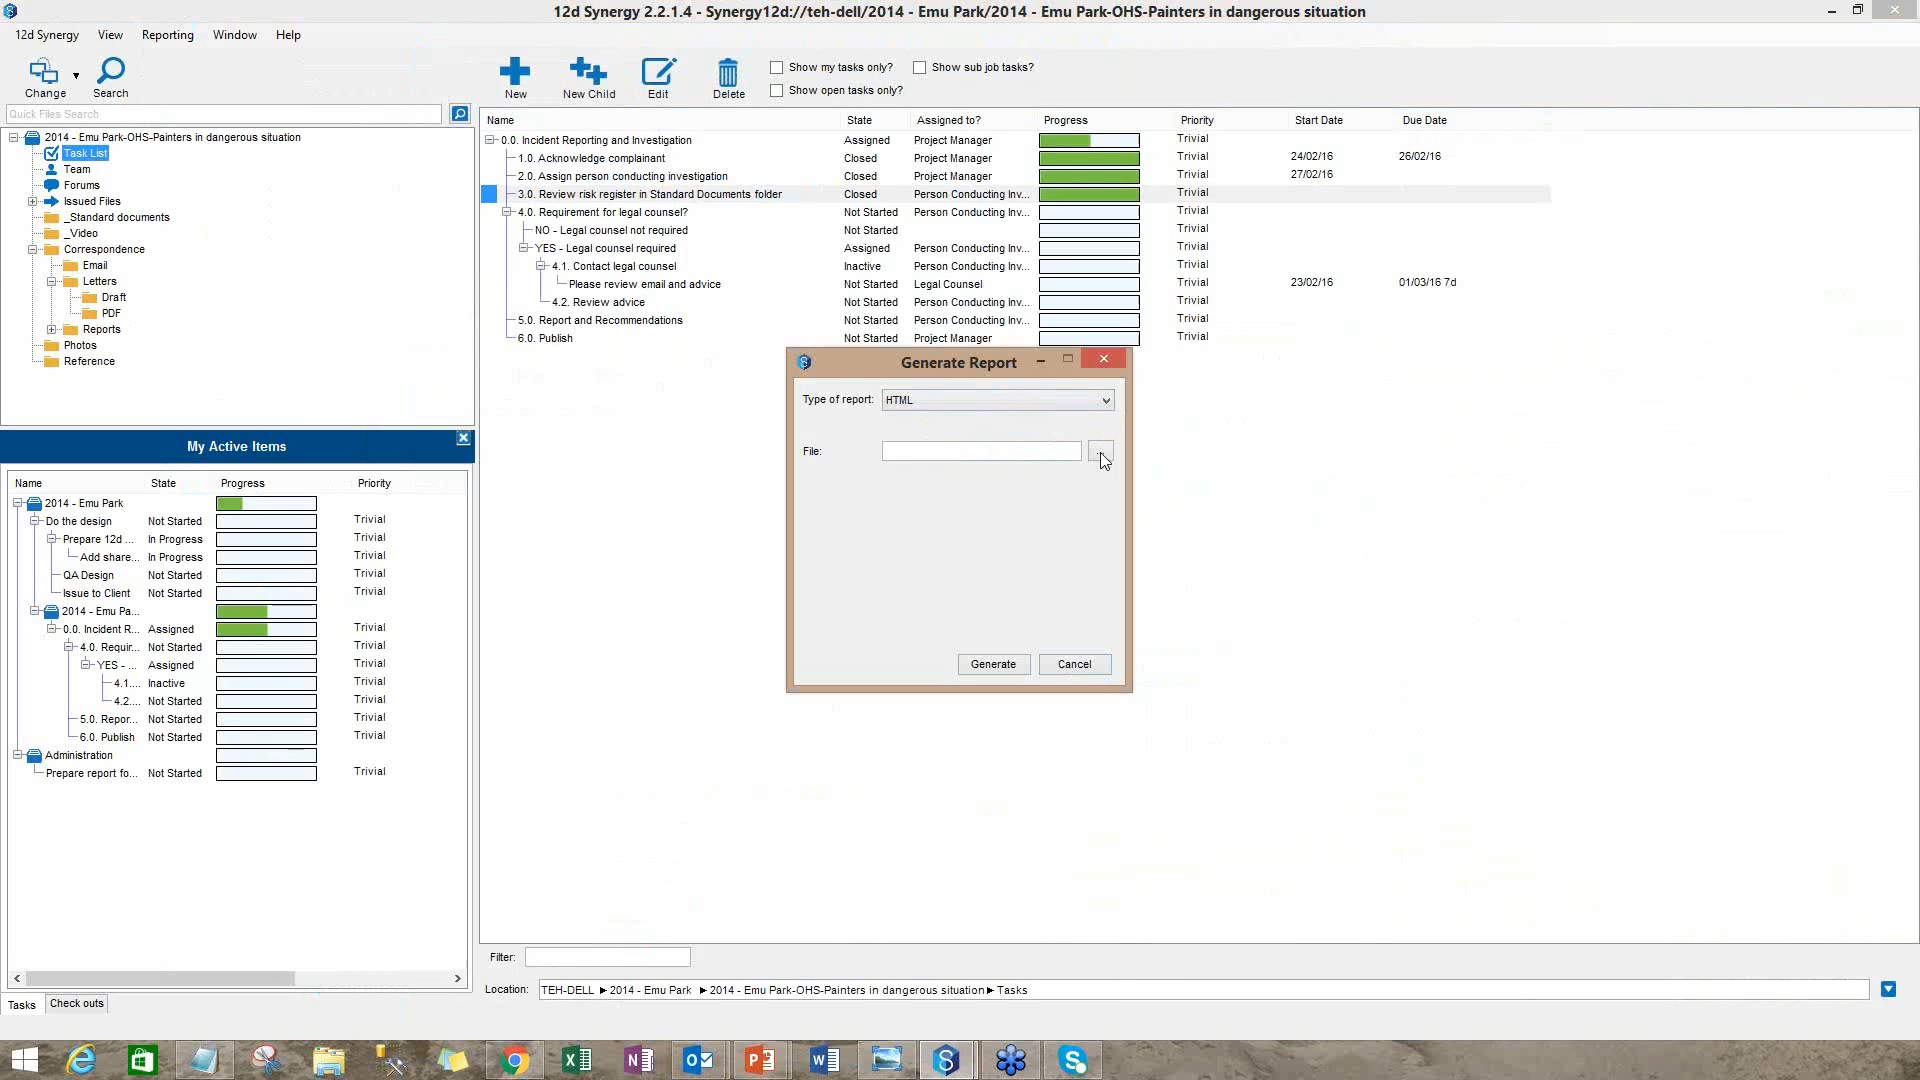 12d Synergy 2.2.1.4 - Synergy12d://teh-dell/2014 - Emu Park/2014 - Emu Park-OHS-Painters in dangerous situation
12d Synergy View Reporting Window Help
Change Search
New New Child Edit Delete
Show my tasks only? Show sub job tasks?
Show open tasks only?
Quick Files Search
2014 - Emu Park-OHS-Painters in dangerous situation
Task List
Team
Forums
Issued Files
_Standard documents
_Video
Correspondence
Email
Letters
Draft
PDF
Reports
Photos
Reference
Name State Assigned to? Progress Priority Start Date Due Date
0.0. Incident Reporting and Investigation Assigned Project Manager Trivial
1.0. Acknowledge complainant Closed Project Manager Trivial 24/02/16 26/02/16
2.0. Assign person conducting investigation Closed Project Manager Trivial 27/02/16
3.0. Review risk register in Standard Documents folder Closed Person Conducting Inv... Trivial
4.0. Requirement for legal counsel? Not Started Person Conducting Inv... Trivial
NO - Legal counsel not required Not Started Trivial
YES - Legal counsel required Assigned Person Conducting Inv... Trivial
4.1. Contact legal counsel Inactive Person Conducting Inv... Trivial
Please review email and advice Not Started Legal Counsel Trivial 23/02/16 01/03/16 7d
4.2. Review advice Not Started Person Conducting Inv... Trivial
5.0. Report and Recommendations Not Started Person Conducting Inv... Trivial
6.0. Publish Not Started Project Manager Trivial
Generate Report
Type of report: HTML
File:
Generate Cancel
My Active Items
Name State Progress Priority
2014 - Emu Park
Do the design Not Started Trivial
Prepare 12d ... In Progress Trivial
Add share... In Progress Trivial
QA Design Not Started Trivial
Issue to Client Not Started Trivial
2014 - Emu Pa...
0.0. Incident R... Assigned Trivial
4.0. Requir... Not Started Trivial
YES - ... Assigned Trivial
4.1.... Inactive Trivial
4.2.... Not Started Trivial
5.0. Repor... Not Started Trivial
6.0. Publish Not Started Trivial
Administration
Prepare report fo... Not Started Trivial
Tasks Check outs
Filter:
Location: TEH-DELL ▶ 2014 - Emu Park ▶ 2014 - Emu Park-OHS-Painters in dangerous situation ▶ Tasks